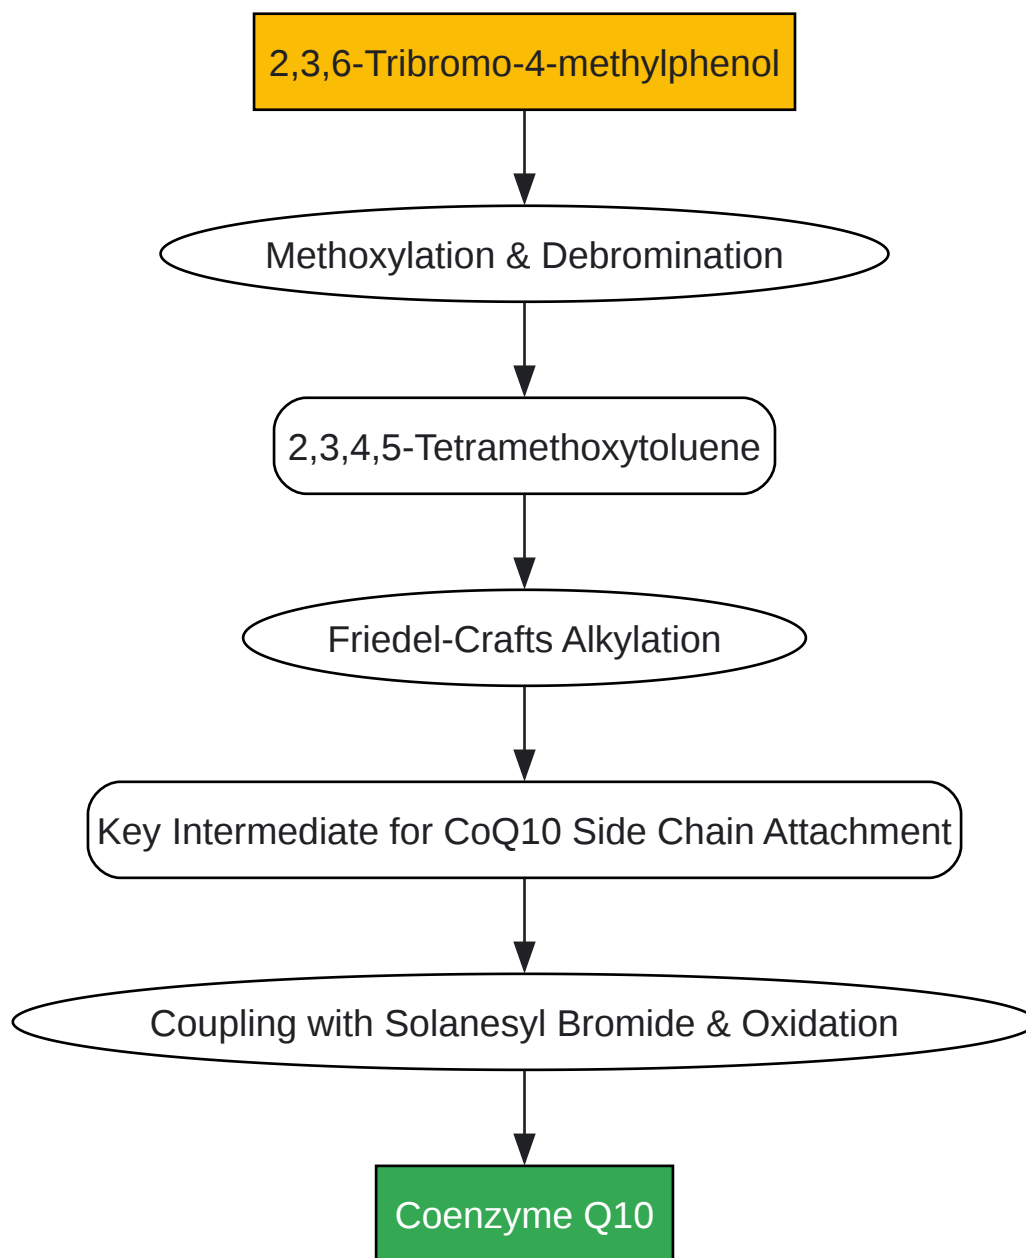 2,3,6-Tribromo-4-methylphenol
Methoxylation & Debromination
2,3,4,5-Tetramethoxytoluene
Friedel-Crafts Alkylation
Key Intermediate for CoQ10 Side Chain Attachment
Coupling with Solanesyl Bromide & Oxidation
Coenzyme Q10